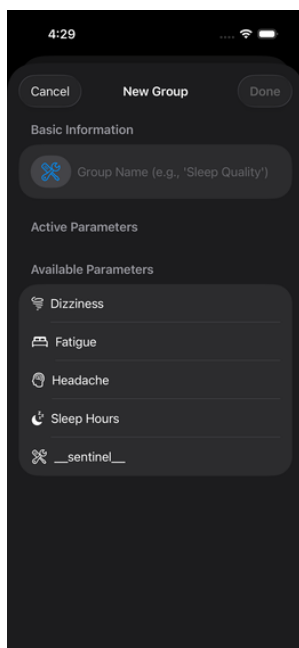 4:29
Cancel New Group Done
Basic Information
Group Name (e.g., 'Sleep Quality')
Active Parameters
Available Parameters
Dizziness
Fatigue
Headache
Sleep Hours
__sentinel__